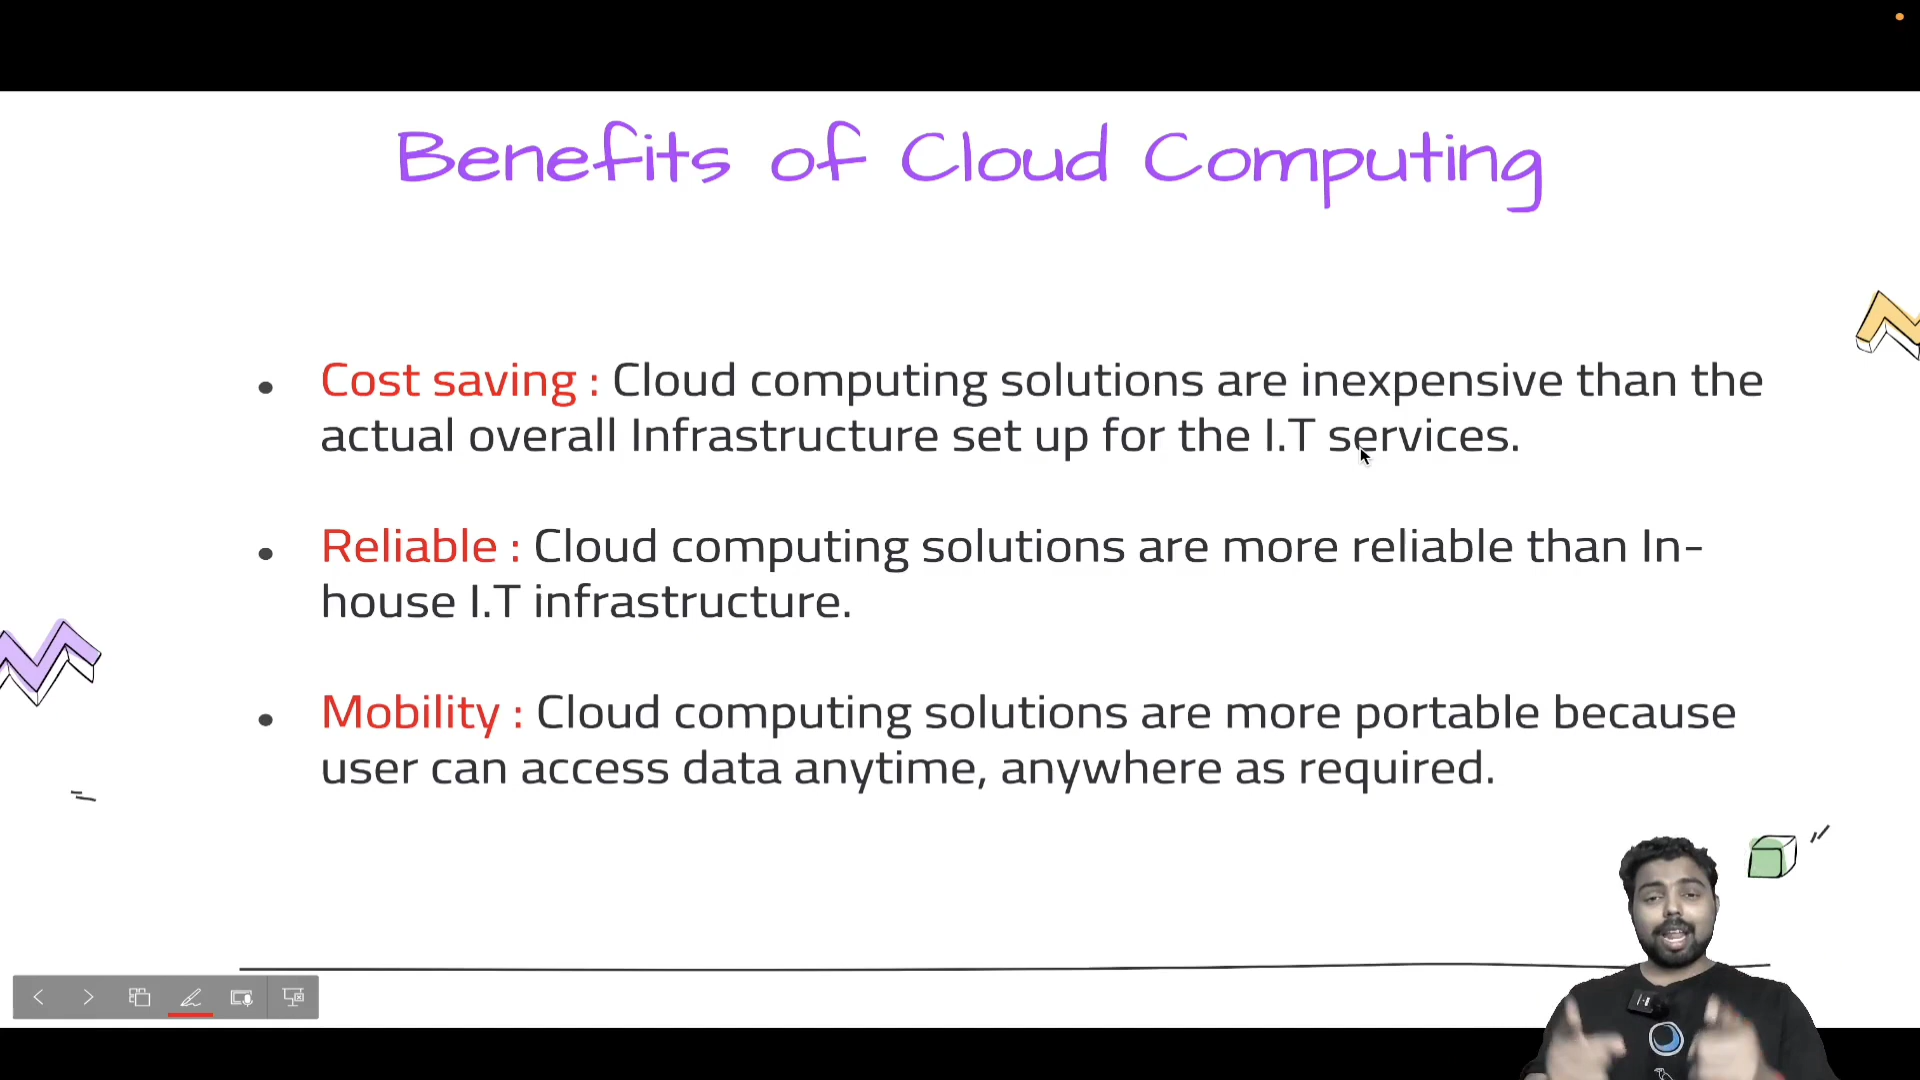 Benefits of Cloud Computing
• Cost saving : Cloud computing solutions are inexpensive than the
actual overall Infrastructure set up for the I.T services.
• Reliable : Cloud computing solutions are more reliable than In-
house I.T infrastructure.
• Mobility : Cloud computing solutions are more portable because
user can access data anytime, anywhere as required.